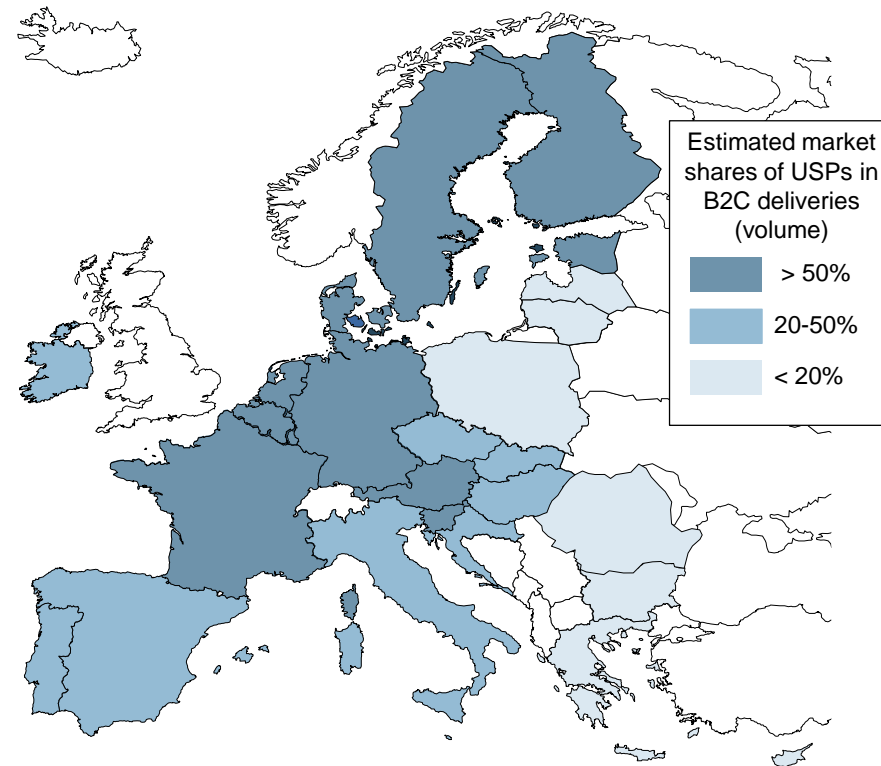 Estimated market
shares of USPs in
B2C deliveries
(volume)
> 50%
20-50%
< 20%